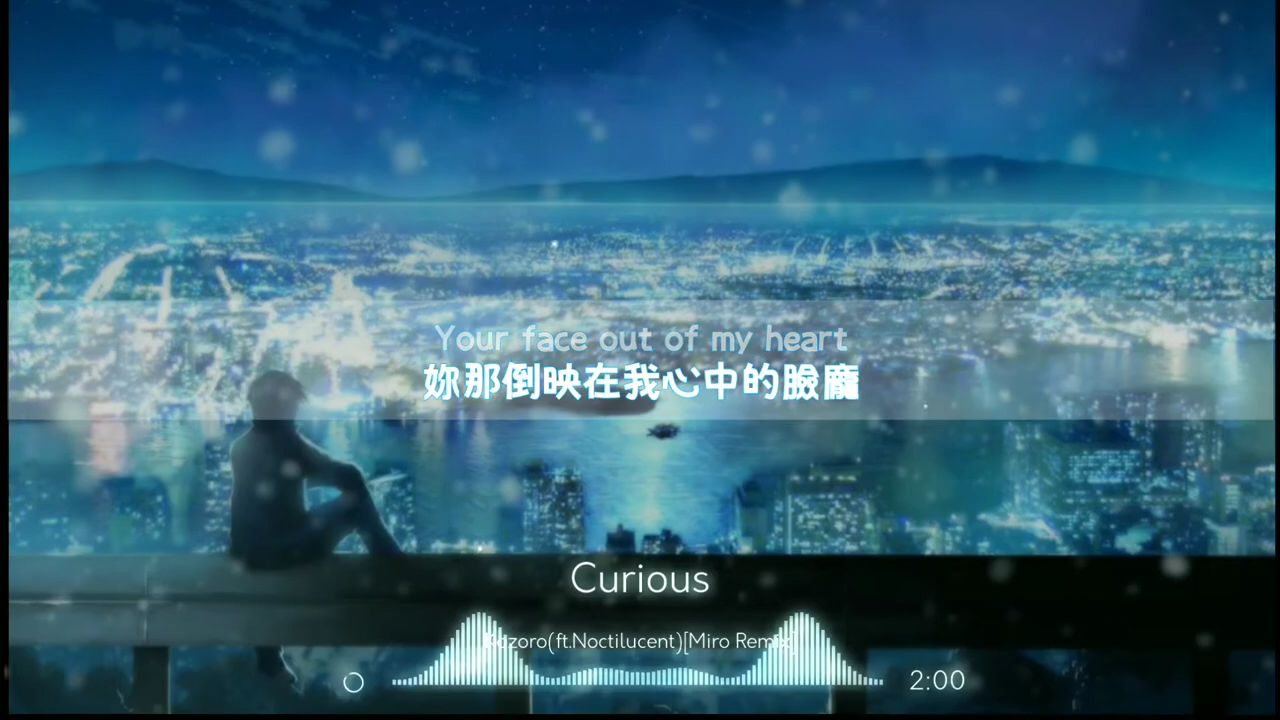 Your face out of my heart
妳那倒映在我心中的臉龐
Curious
(ft.Noctilucent)[Miro Remix]
2:00